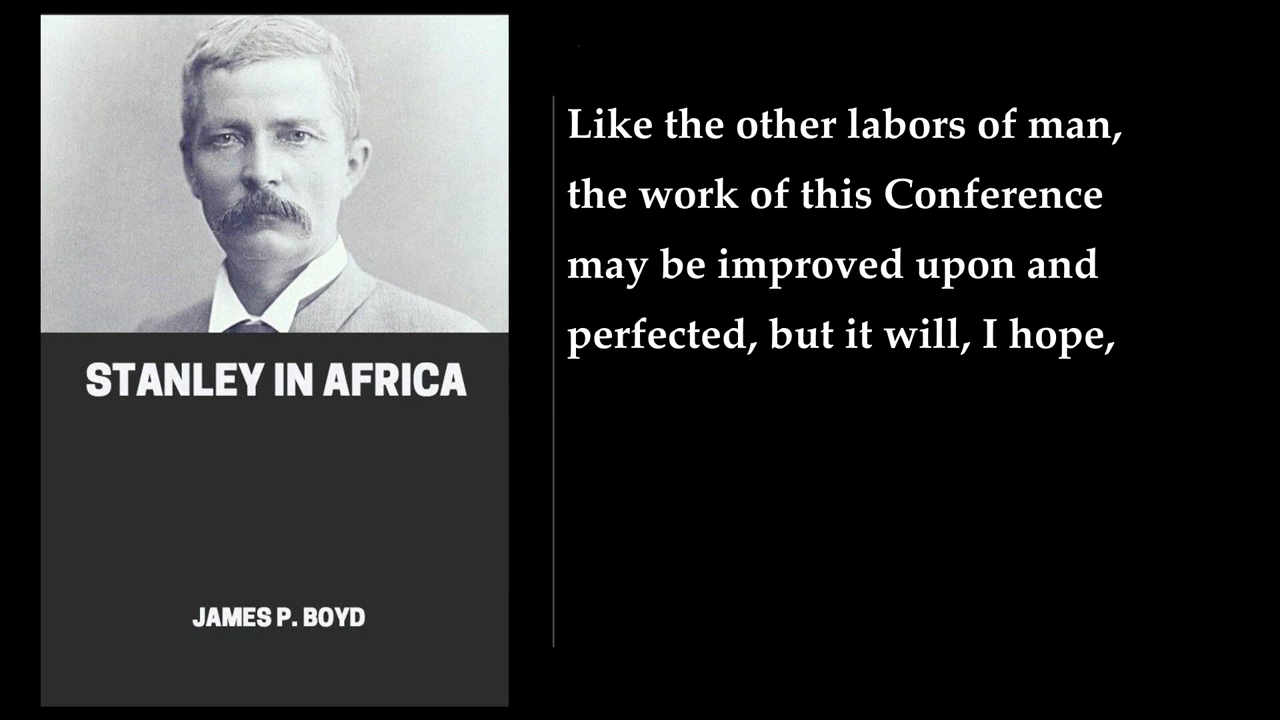 STANLEY IN AFRICA
JAMES P. BOYD
Like the other labors of man,
the work of this Conference
may be improved upon and
perfected, but it will, I hope,